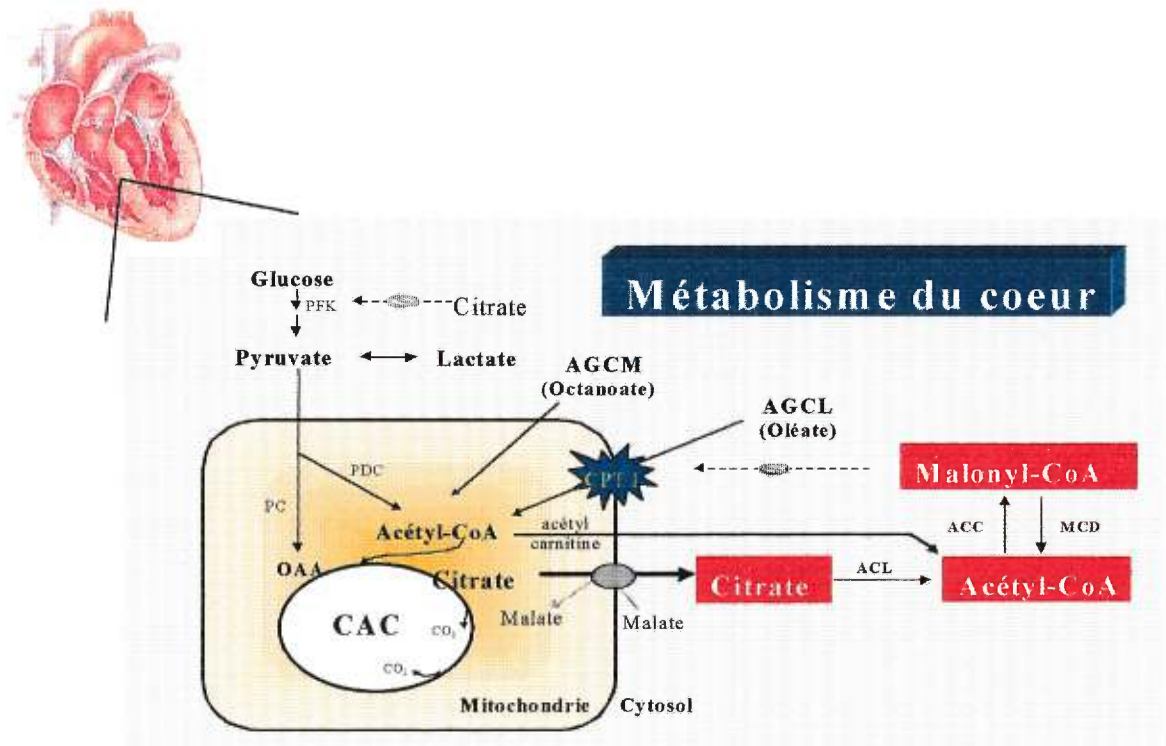 Métabolisme du coeur
Glucose
PFK
Citrate
Pyruvate
Lactate
AGCM
(Octanoate)
AGCL
(Oléate)
CPT I
Malonyl-CoA
PDC
PC
ACC
MCD
Acétyl-CoA
acétyl
carnitine
OAA
Citrate
Citrate
ACL
Acétyl-CoA
Malate
Malate
CAC
CO₂
CO₂
Mitochondrie
Cytosol